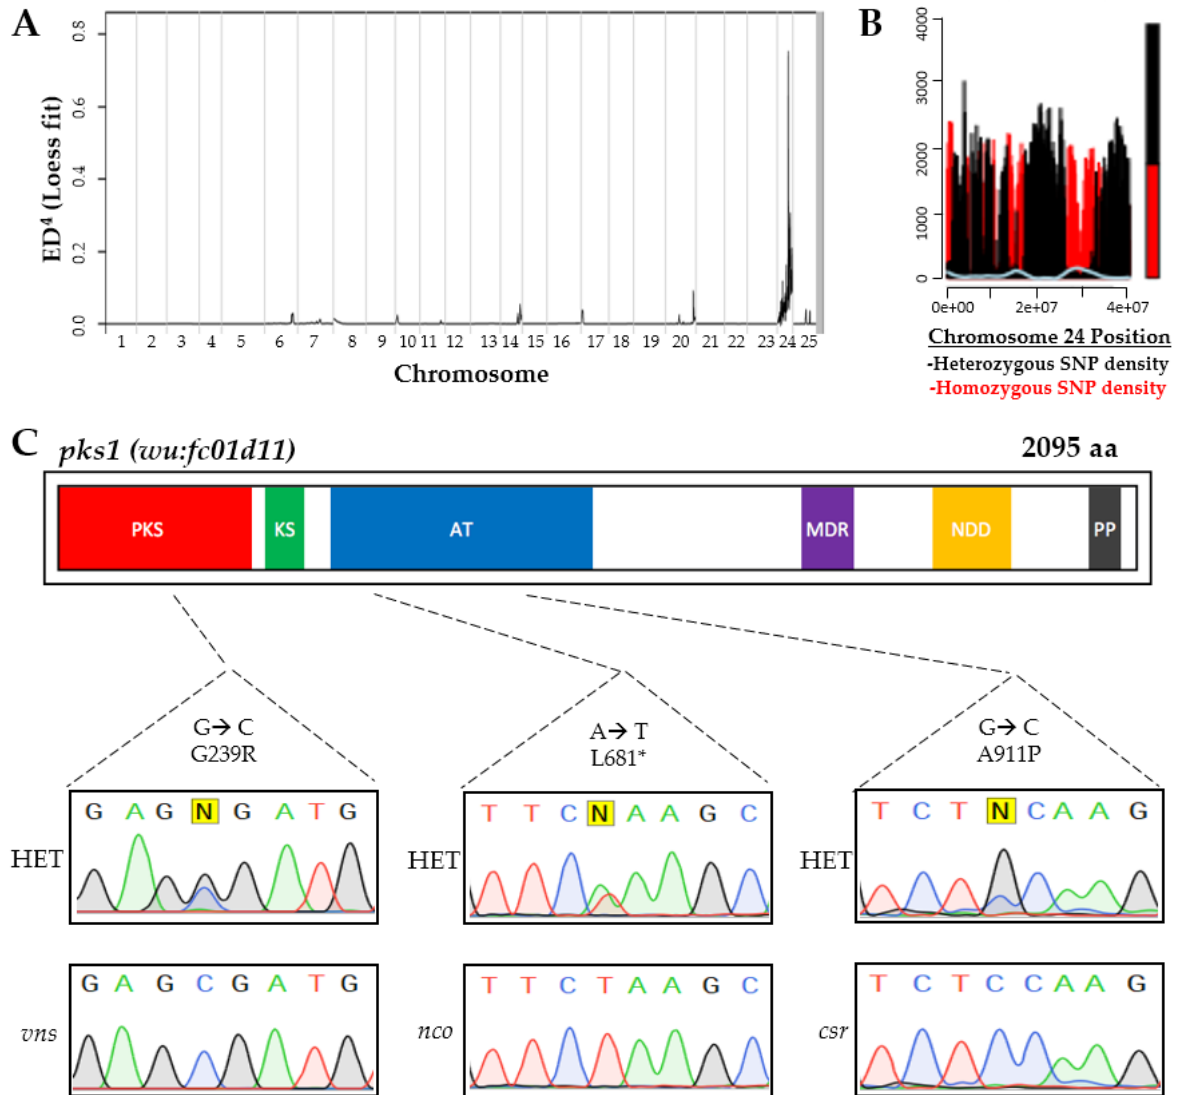 A
ED⁴ (Loess fit)
0.8
0.6
0.4
0.2
0.0
1 2 3 4 5 6 7 8 9 10 11 12 13 14 15 16 17 18 19 20 21 22 23 24 25
Chromosome
B
4000
3000
2000
1000
0
0e+00 2e+07 4e+07
Chromosome 24 Position
-Heterozygous SNP density
-Homozygous SNP density
C
pks1 (wu:fc01d11)
2095 aa
PKS KS AT MDR NDD PP
G→ C
G239R
A→ T
L681*
G→ C
A911P
HET
G A G N G A T G
HET
T T C N A A G C
HET
T C T N C A A G
vns
G A G C G A T G
nco
T T C T A A G C
csr
T C T C C A A G